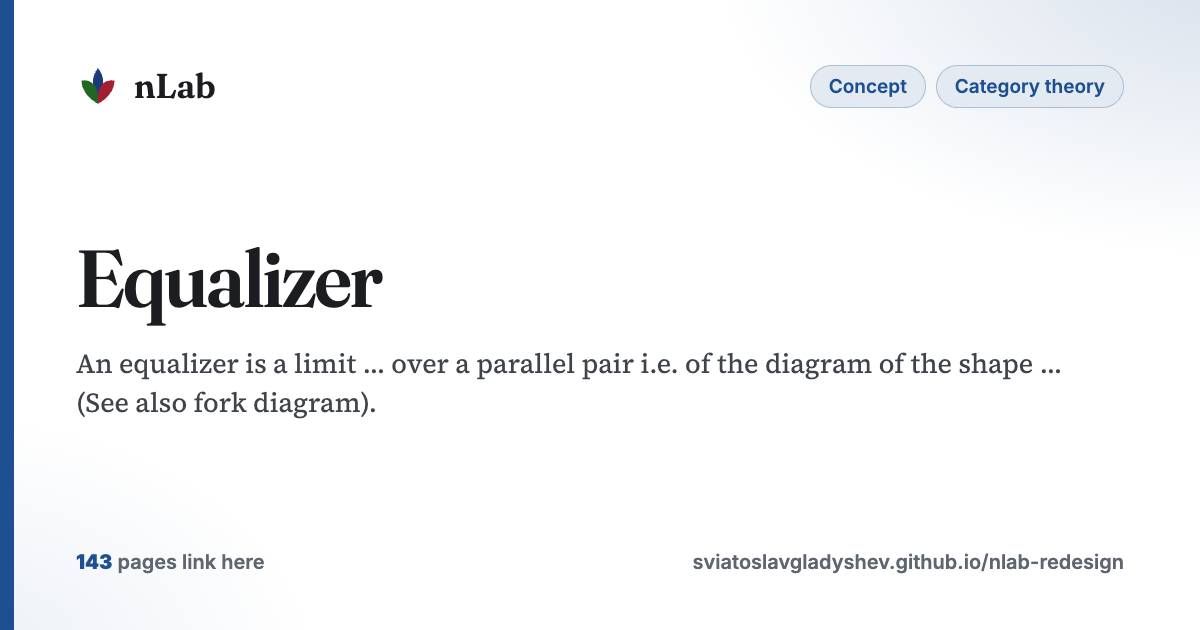 nLab
Concept
Category theory
Equalizer
An equalizer is a limit ... over a parallel pair i.e. of the diagram of the shape ...
(See also fork diagram).
143 pages link here
sviatoslavgladyshev.github.io/nlab-redesign